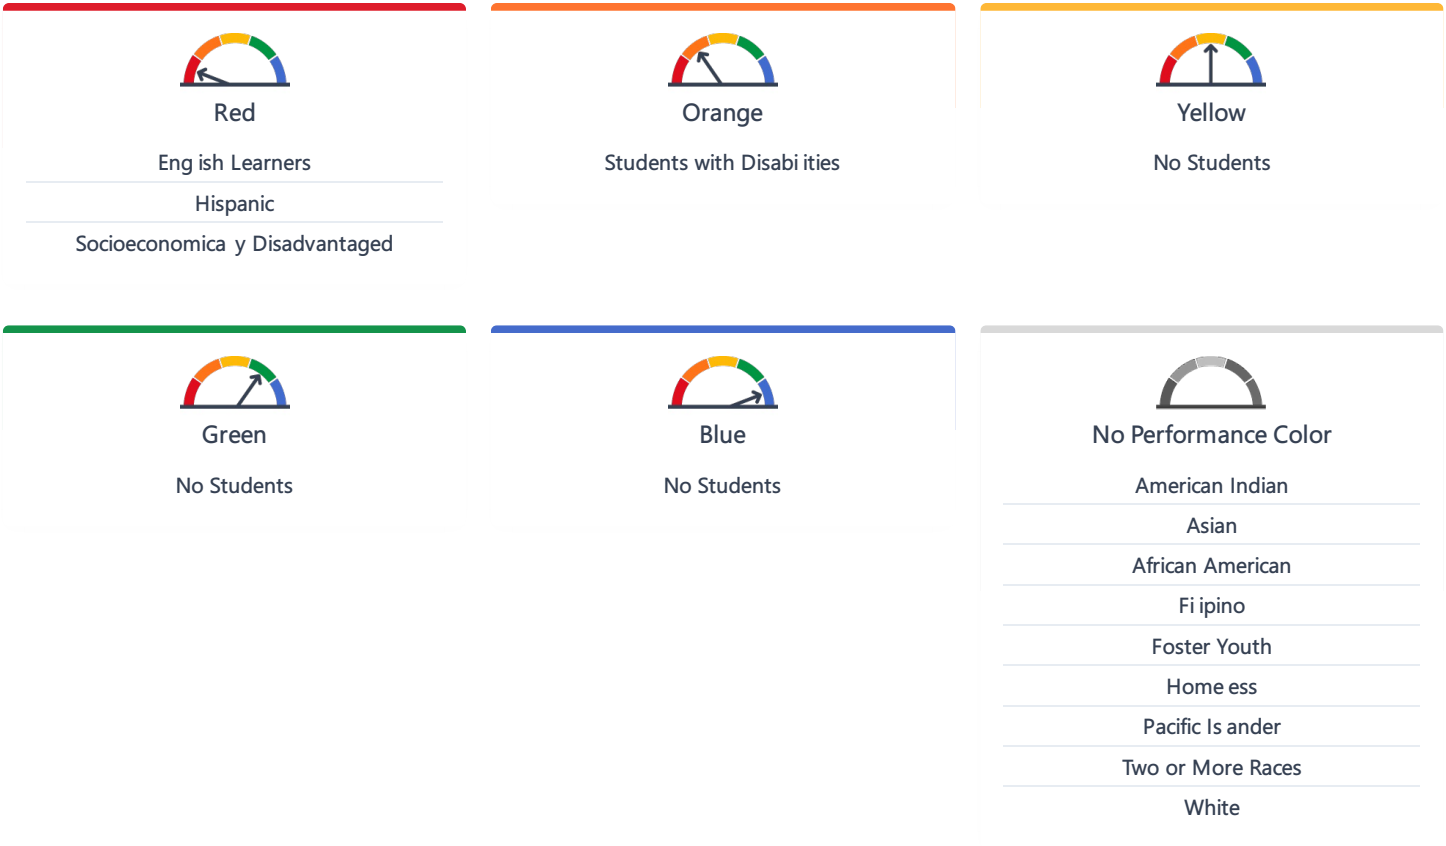 Red
Eng ish Learners
Hispanic
Socioeconomica y Disadvantaged
Orange
Students with Disabi ities
Yellow
No Students
Green
No Students
Blue
No Students
No Performance Color
American Indian
Asian
African American
Fi ipino
Foster Youth
Home ess
Pacific Is ander
Two or More Races
White